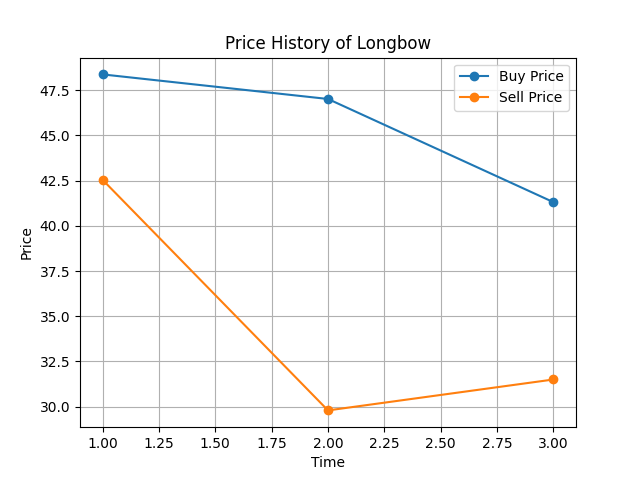 Price History of Longbow
Buy Price
Sell Price
47.5
45.0
42.5
40.0
37.5
35.0
32.5
30.0
Price
1.00 1.25 1.50 1.75 2.00 2.25 2.50 2.75 3.00
Time